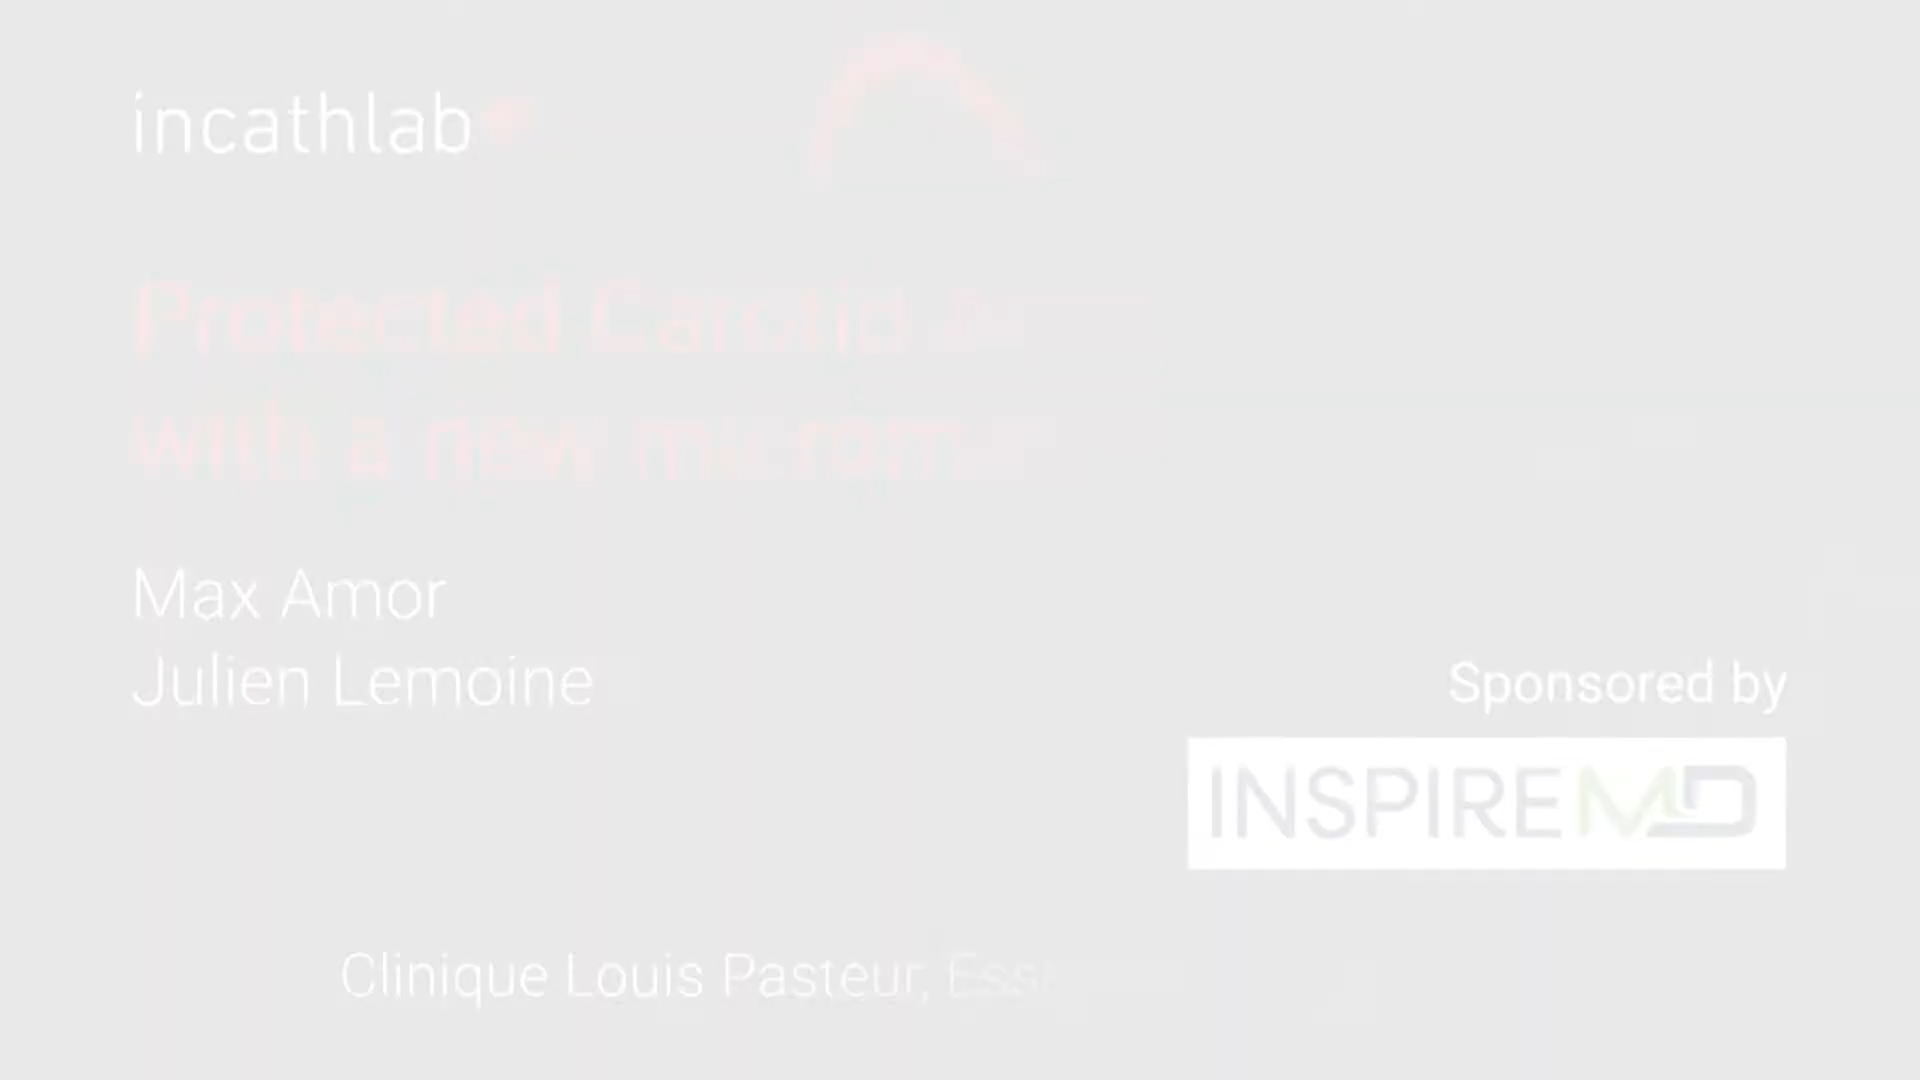 incathlab
Protected Carotid
with a new
Max Amor
Julien Lemoine
Sponsored by
INSPIREMD
Clinique Louis Pasteur,